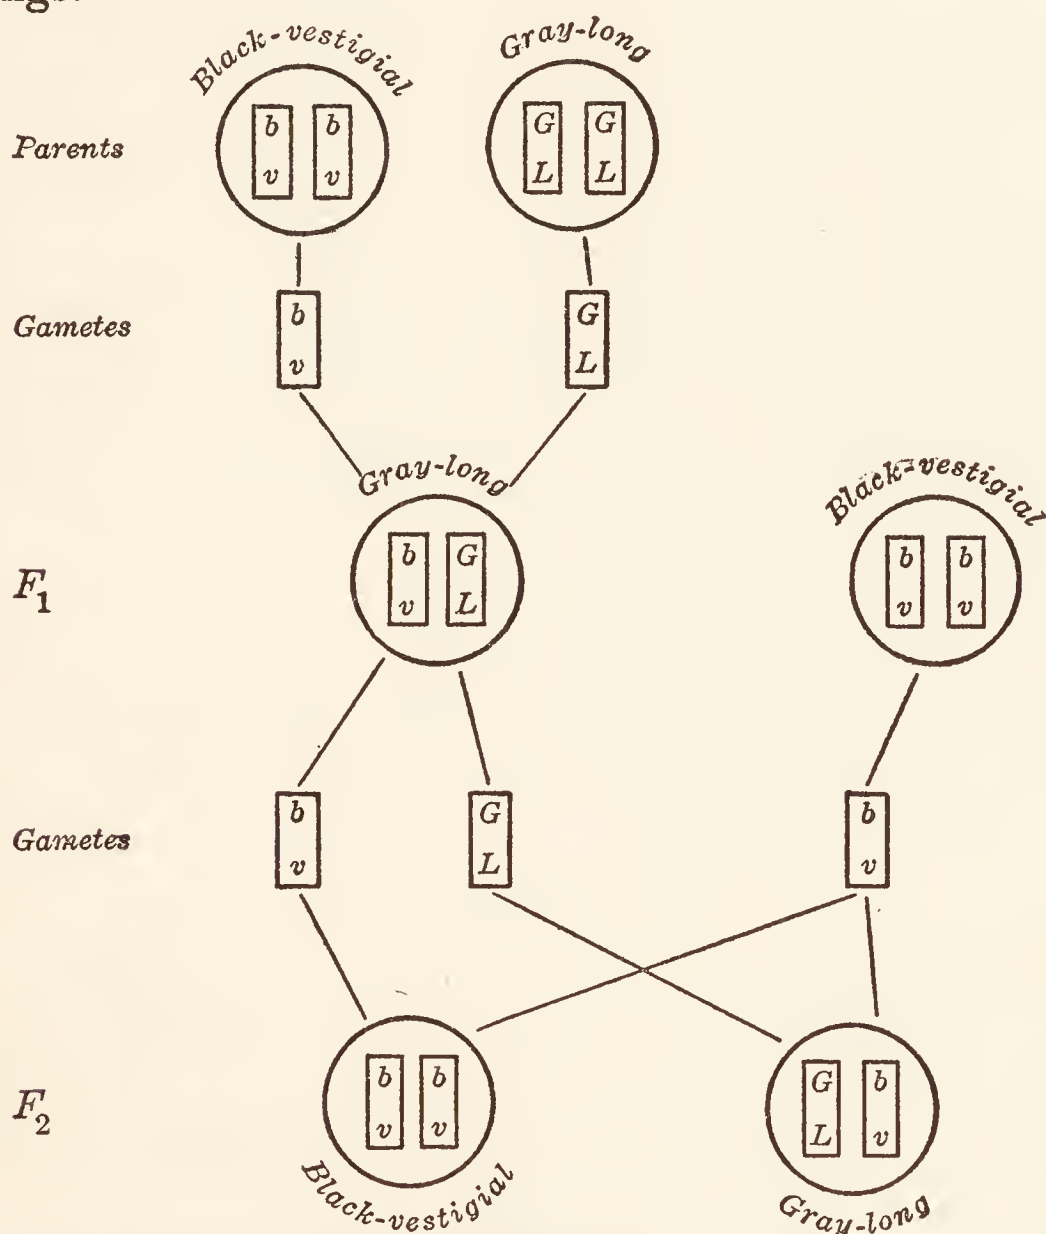 Black-vestigial Gray-long
Parents
b b G G
v v L L
Gametes
b G
v L
Gray-long Black-vestigial
F1
b G b b
v L v v
Gametes
b G b
v L v
F2
b b G b
v v L v
Black-vestigial Gray-long